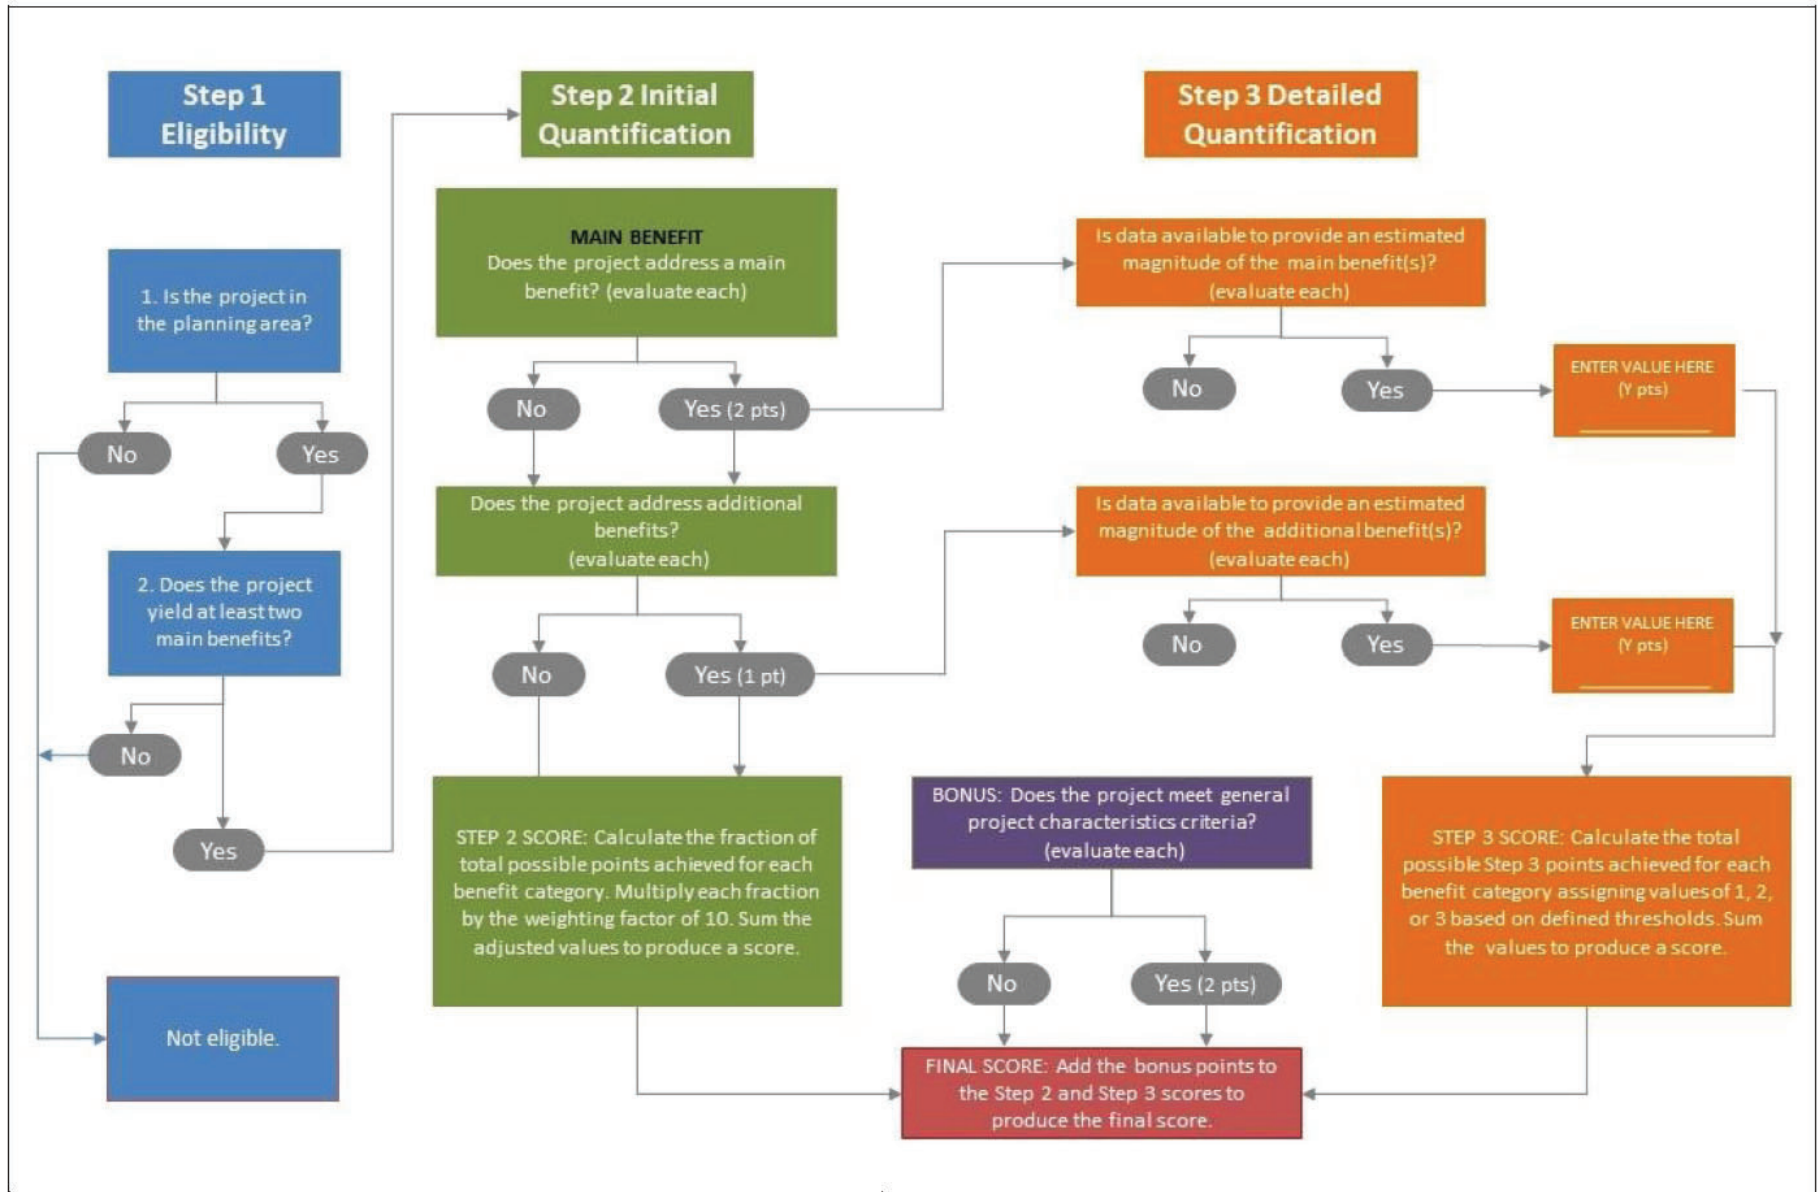 Step 1
Eligibility
1. Is the project in
the planning area?
No
Yes
2. Does the project
yield at least two
main benefits?
No
Yes
Not eligible.
Step 2 Initial
Quantification
MAIN BENEFIT
Does the project address a main
benefit? (evaluate each)
No
Yes (2 pts)
Does the project address additional
benefits?
(evaluate each)
No
Yes (1 pt)
STEP 2 SCORE: Calculate the fraction of
total possible points achieved for each
benefit category. Multiply each fraction
by the weighting factor of 10. Sum the
adjusted values to produce a score.
Step 3 Detailed
Quantification
Is data available to provide an estimated
magnitude of the main benefit(s)?
(evaluate each)
No
Yes
ENTER VALUE HERE
(Y pts)
Is data available to provide an estimated
magnitude of the additional benefit(s)?
(evaluate each)
No
Yes
ENTER VALUE HERE
(Y pts)
STEP 3 SCORE: Calculate the total
possible Step 3 points achieved for each
benefit category assigning values of 1, 2,
or 3 based on defined thresholds. Sum
the values to produce a score.
BONUS: Does the project meet general
project characteristics criteria?
(evaluate each)
No
Yes (2 pts)
FINAL SCORE: Add the bonus points to
the Step 2 and Step 3 scores to
produce the final score.